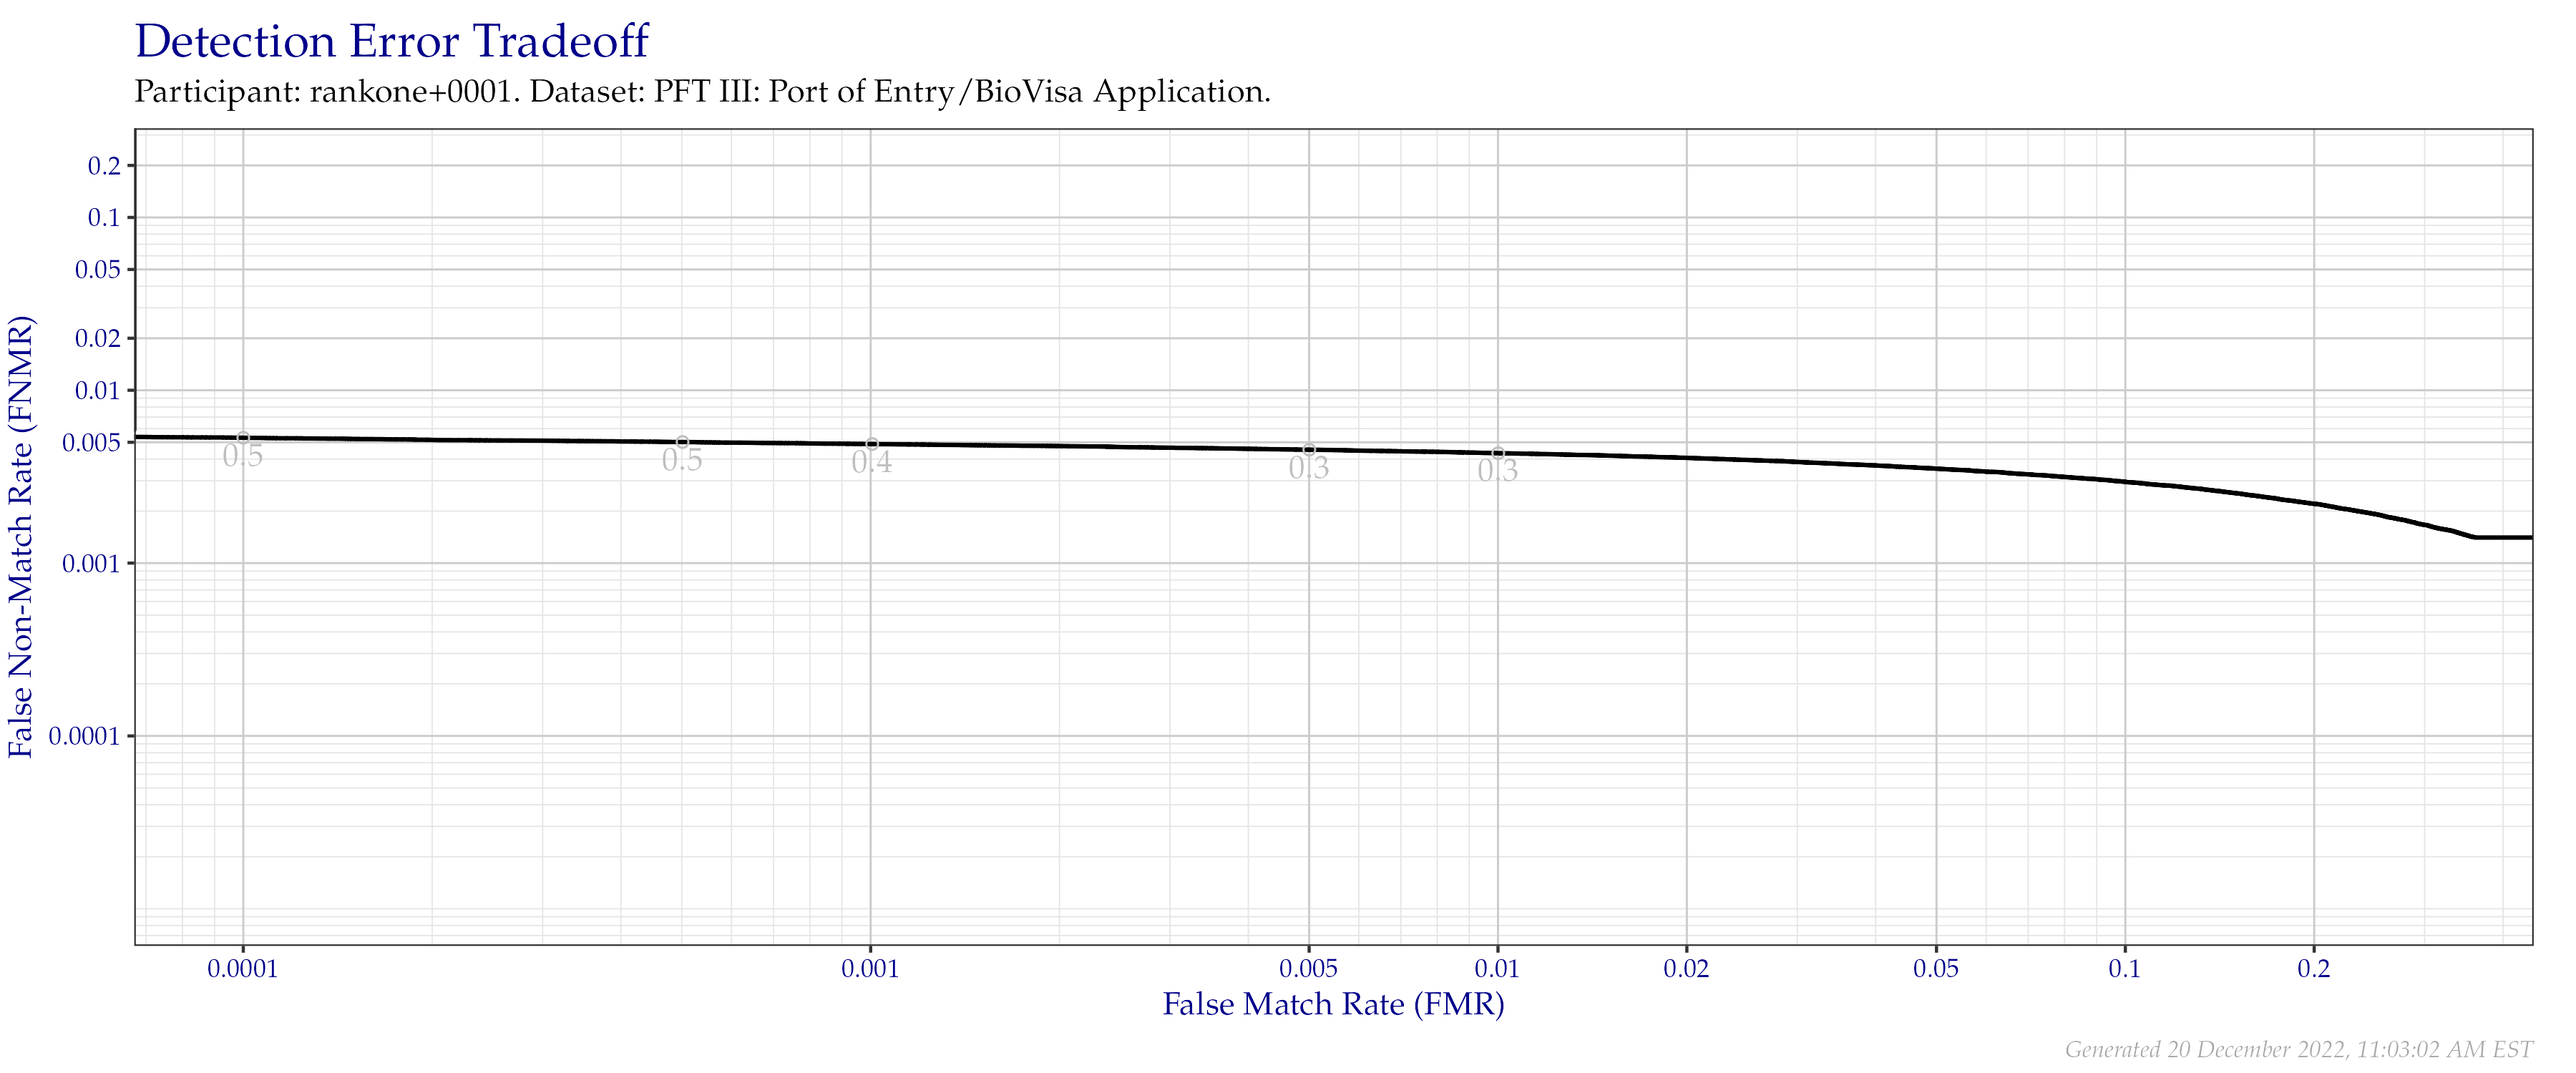 Detection Error Tradeoff
Participant: rankone+0001. Dataset: PFT III: Port of Entry/BioVisa Application.
False Non-Match Rate (FNMR)
0.2
0.1
0.05
0.02
0.01
0.005
0.001
0.0001
0.5 0.5 0.4 0.3 0.3
0.0001 0.001 0.005 0.01 0.02 0.05 0.1 0.2
False Match Rate (FMR)
Generated 20 December 2022, 11:03:02 AM EST